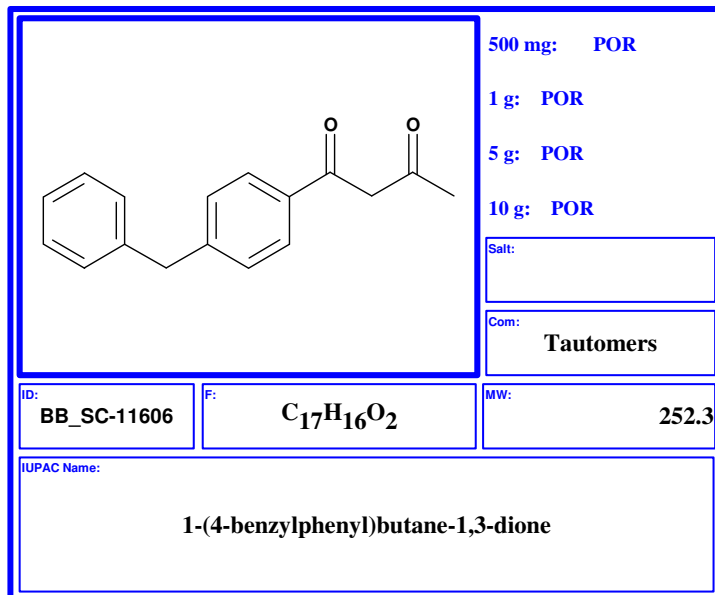 O O
500 mg: POR
1 g: POR
5 g: POR
10 g: POR
Salt:
Com:
Tautomers
ID:
BB_SC-11606
F:
C17H16O2
MW:
252.3
IUPAC Name:
1-(4-benzylphenyl)butane-1,3-dione